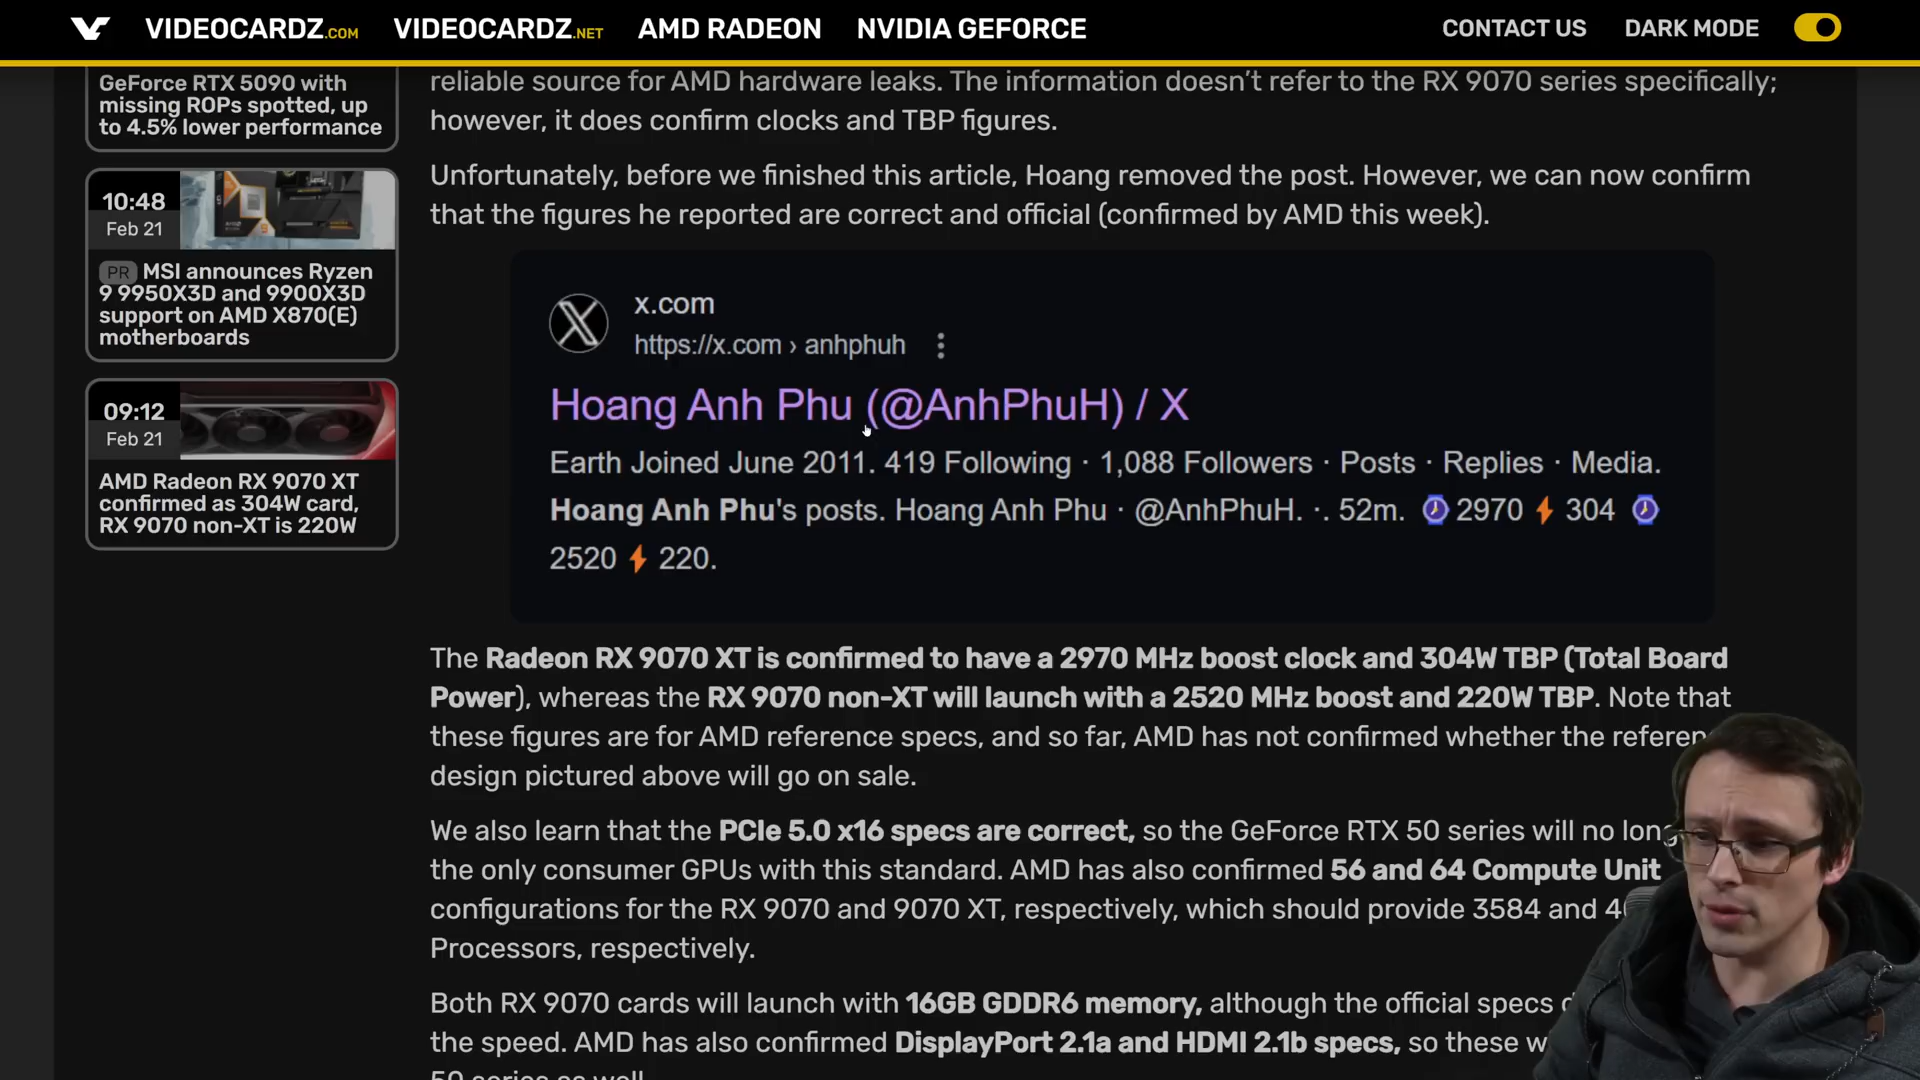 VIDEOCARDZ.COM VIDEOCARDZ.NET AMD RADEON NVIDIA GEFORCE CONTACT US DARK MODE
GeForce RTX 5090 with
missing ROPs spotted, up
to 4.5% lower performance
10:48
Feb 21
PR MSI announces Ryzen
9 9950X3D and 9900X3D
support on AMD X870(E)
motherboards
09:12
Feb 21
AMD Radeon RX 9070 XT
confirmed as 304W card,
RX 9070 non-XT is 220W
reliable source for AMD hardware leaks. The information doesn’t refer to the RX 9070 series specifically;
however, it does confirm clocks and TBP figures.
Unfortunately, before we finished this article, Hoang removed the post. However, we can now confirm
that the figures he reported are correct and official (confirmed by AMD this week).
x.com
https://x.com › anhphuh
Hoang Anh Phu (@AnhPhuH) / X
Earth Joined June 2011. 419 Following · 1,088 Followers · Posts · Replies · Media.
Hoang Anh Phu's posts. Hoang Anh Phu · @AnhPhuH. ·. 52m. 2970 304
2520 220.
The Radeon RX 9070 XT is confirmed to have a 2970 MHz boost clock and 304W TBP (Total Board
Power), whereas the RX 9070 non-XT will launch with a 2520 MHz boost and 220W TBP. Note that
these figures are for AMD reference specs, and so far, AMD has not confirmed whether the
design pictured above will go on sale.
We also learn that the PCIe 5.0 x16 specs are correct, so the GeForce RTX 50 series will no
the only consumer GPUs with this standard. AMD has also confirmed 56 and 64 Compute Unit
configurations for the RX 9070 and 9070 XT, respectively, which should provide 3584 and
Processors, respectively.
Both RX 9070 cards will launch with 16GB GDDR6 memory, although the official specs
the speed. AMD has also confirmed DisplayPort 2.1a and HDMI 2.1b specs, so these
50 series as well